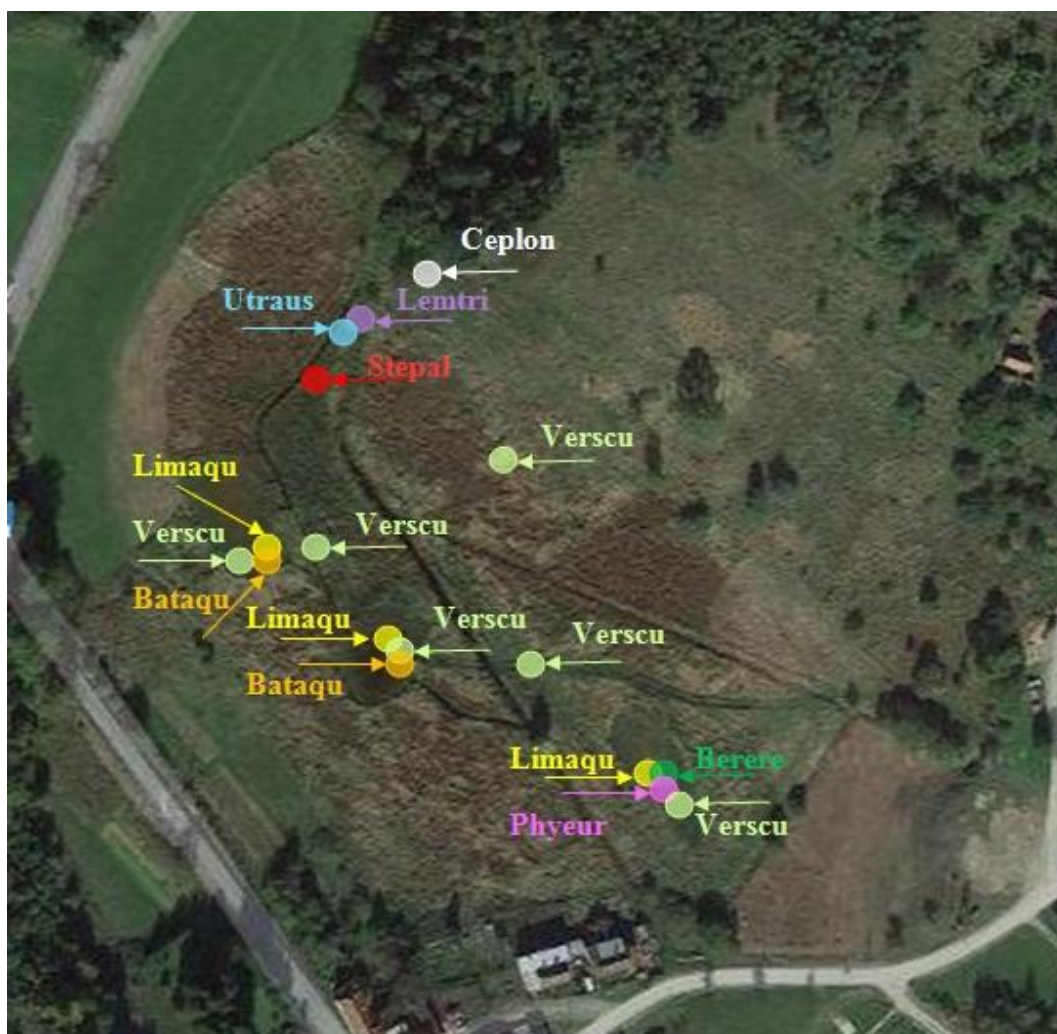 Ceplon
Utraus
Lemtri
Stepal
Verscu
Limaqu
Verscu
Verscu
Bataqu
Limaqu
Verscu
Verscu
Bataqu
Limaqu
Berere
Phyeur
Verscu